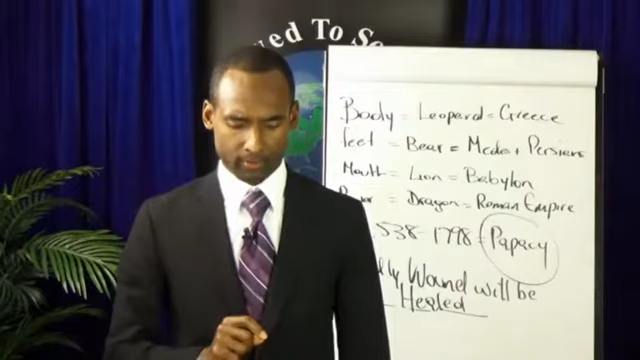 ed To Se
Body = Leopard = Greece
feet = Bear = Medes + Persians
Mouth = Lion = Babylon
= Dragon = Roman Empire
538 - 1798 = Papacy
Wound will be
Healed